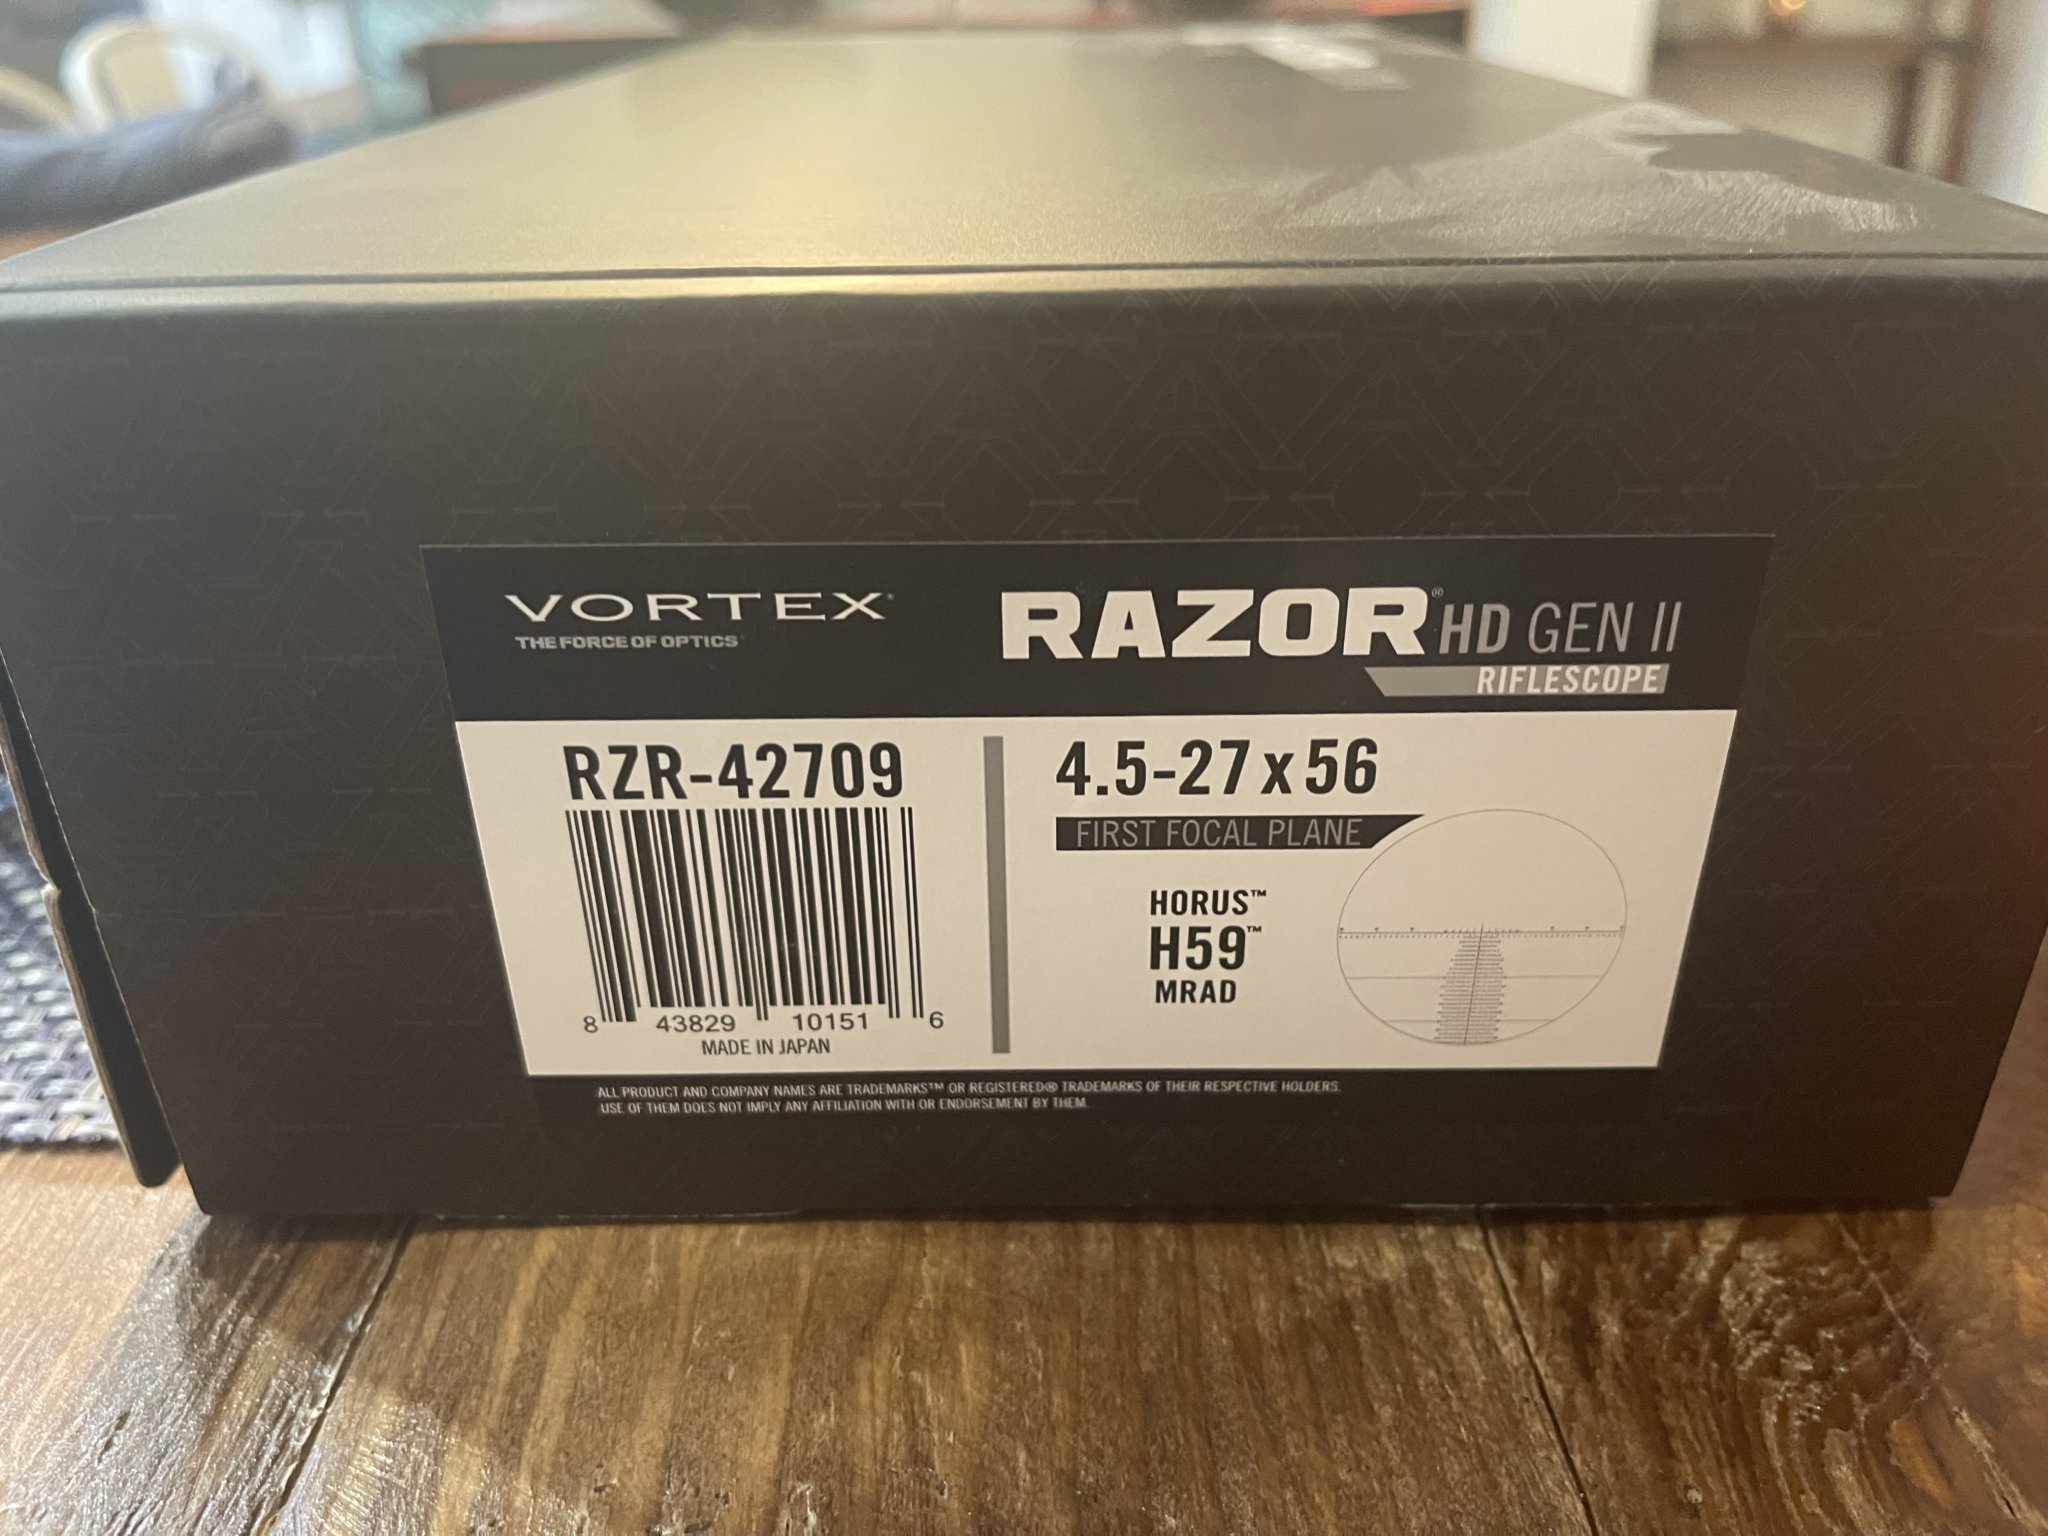 VORTEX®
THE FORCE OF OPTICS
RAZOR® HD GEN II
RIFLESCOPE
RZR-42709
8 43829 10151 6
MADE IN JAPAN
4.5-27x56
FIRST FOCAL PLANE
HORUS™
H59™
MRAD
ALL PRODUCT AND COMPANY NAMES ARE TRADEMARKS™ OR REGISTERED® TRADEMARKS OF THEIR RESPECTIVE HOLDERS.
USE OF THEM DOES NOT IMPLY ANY AFFILIATION WITH OR ENDORSEMENT BY THEM.